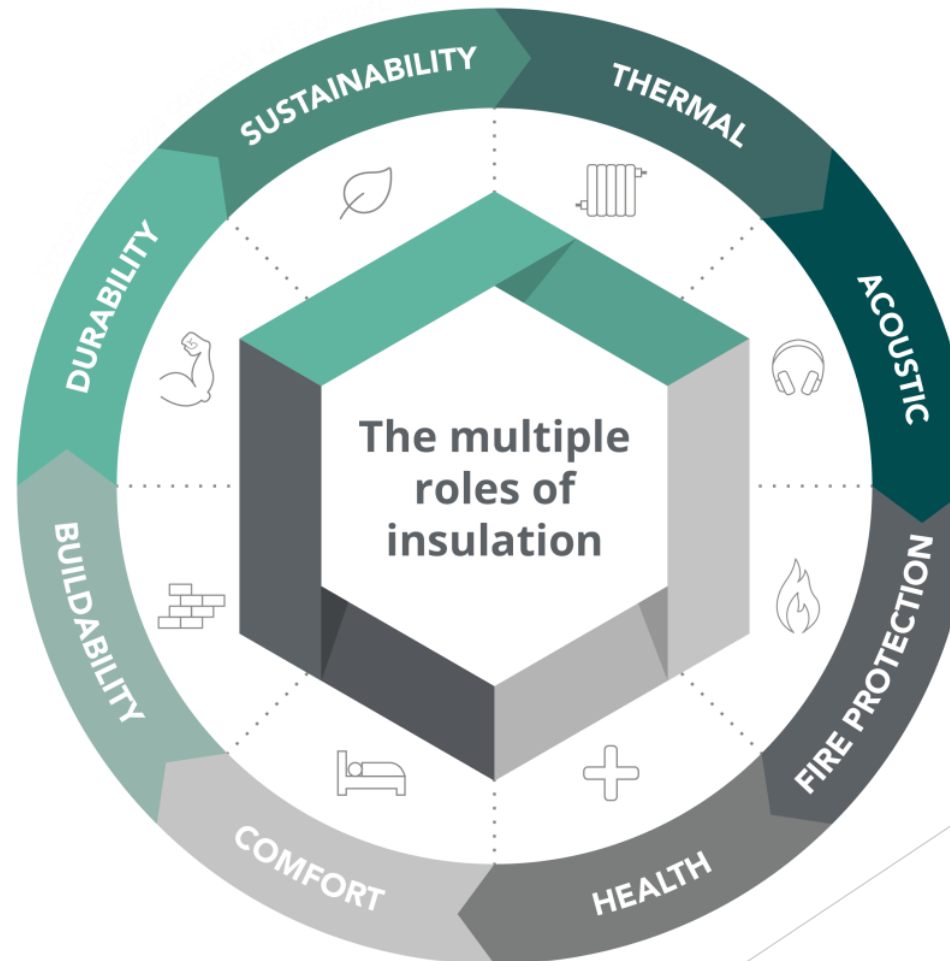 The multiple
roles of
insulation
THERMAL
ACOUSTIC
FIRE PROTECTION
HEALTH
COMFORT
BUILDABILITY
DURABILITY
SUSTAINABILITY